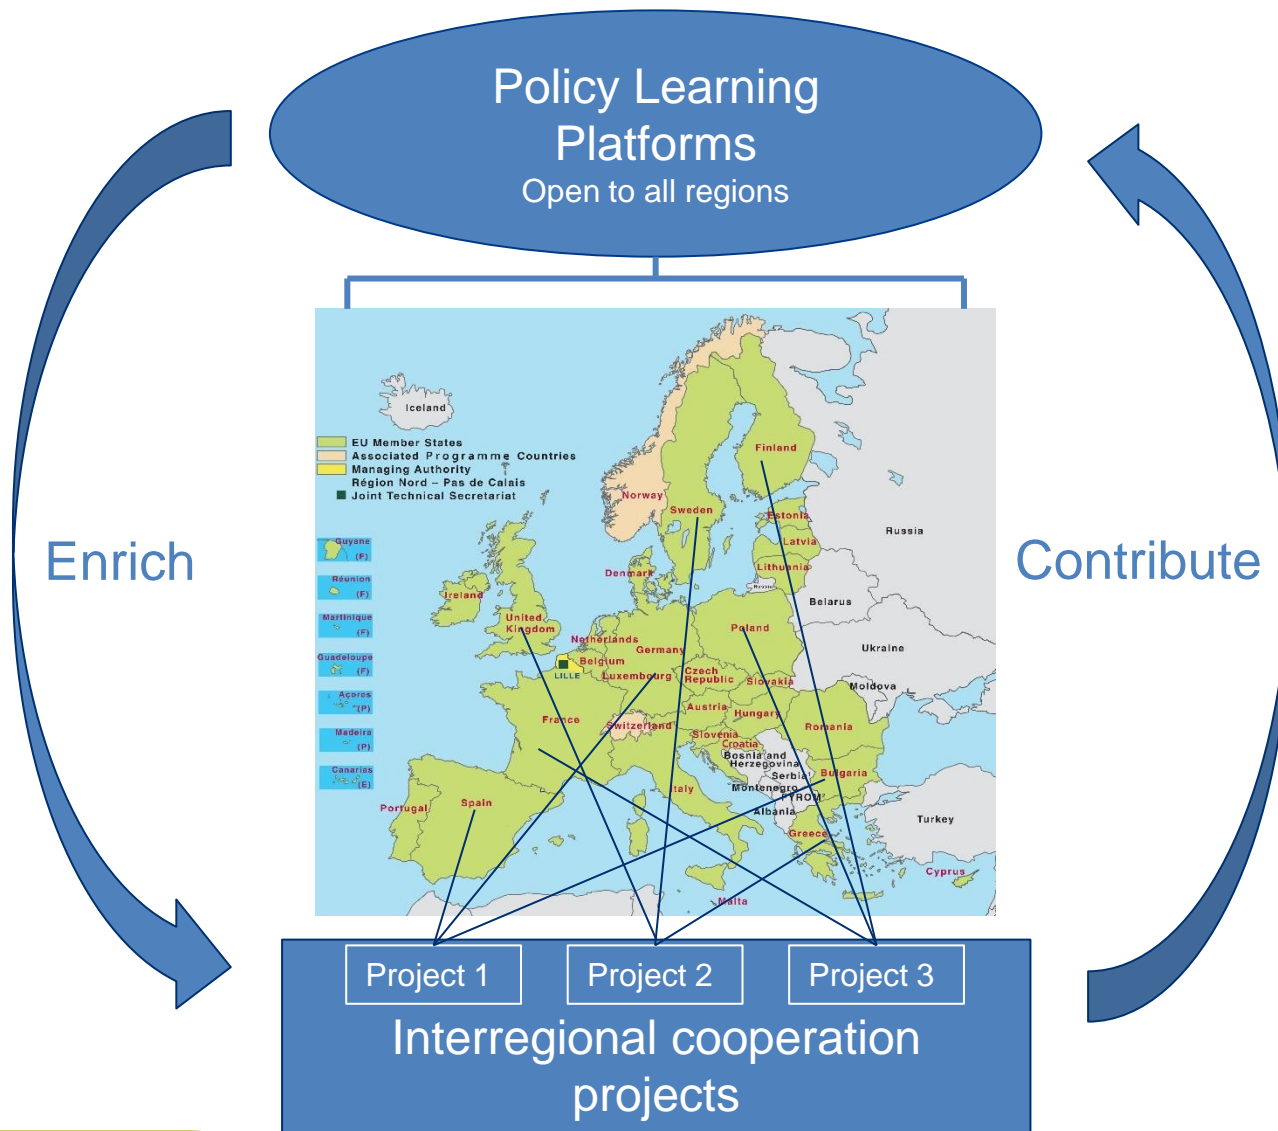 Policy Learning
Platforms
Open to all regions
Iceland
EU Member States
Associated Programme Countries
Managing Authority
Région Nord – Pas de Calais
Joint Technical Secretariat
Finland
Norway
Sweden
Estonia
Russia
Latvia
Lithuania
Denmark
Guyane
(F)
Réunion
(F)
Martinique
(F)
Guadeloupe
(F)
Açores
(P)
Madeira
(P)
Canarias
(E)
Enrich
Contribute
Ireland
United
Kingdom
Belarus
Netherlands
Poland
Germany
Belgium
Ukraine
LILLE
Luxembourg
Czech
Republic
Slovakia
Moldova
Austria
Hungary
France
Switzerland
Romania
Slovenia
Croatia
Bosnia and
Herzegovina
Serbia
Bulgaria
Montenegro
Italy
FYROM
Portugal
Spain
Albania
Turkey
Greece
Cyprus
Malta
Project 1
Project 2
Project 3
Interregional cooperation
projects